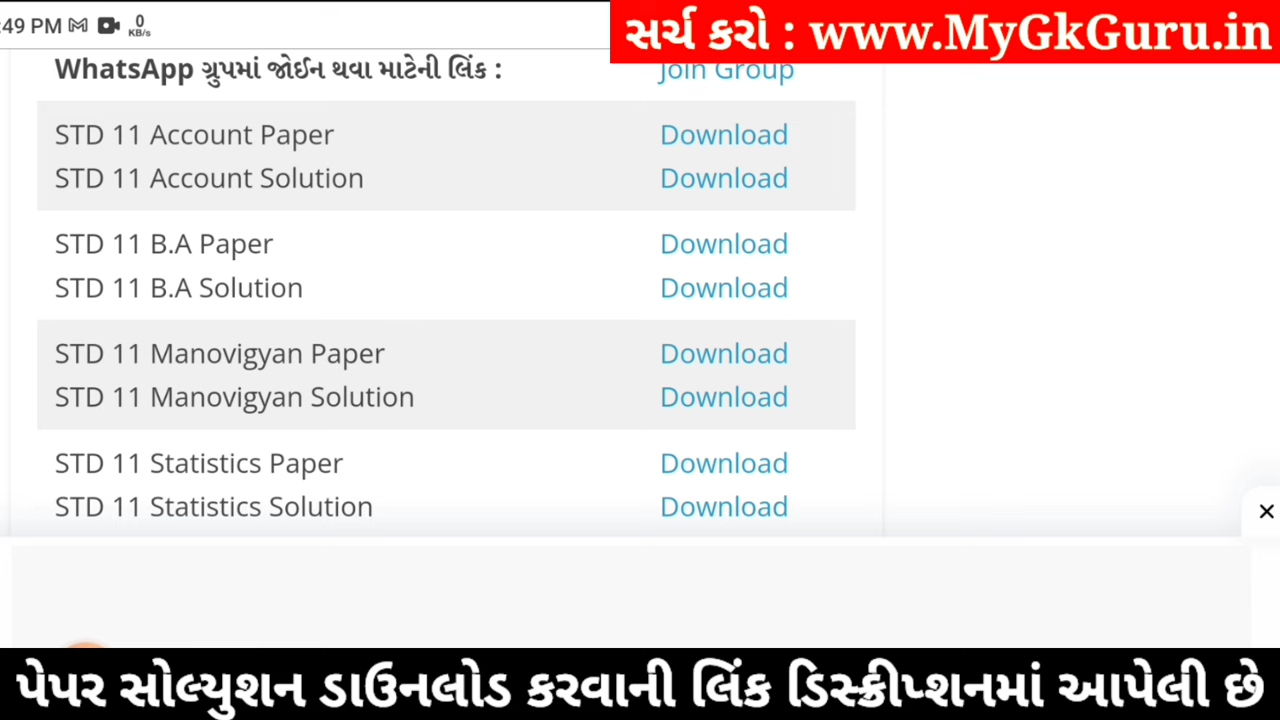 :49 PM 0 KB/s
સર્ચ કરો : www.MyGkGuru.in
WhatsApp ગ્રુપમાં જોઈન થવા માટેની લિંક : Join Group
STD 11 Account Paper Download
STD 11 Account Solution Download
STD 11 B.A Paper Download
STD 11 B.A Solution Download
STD 11 Manovigyan Paper Download
STD 11 Manovigyan Solution Download
STD 11 Statistics Paper Download
STD 11 Statistics Solution Download
પેપર સોલ્યુશન ડાઉનલોડ કરવાની લિંક ડિસ્ક્રીપ્શનમાં આપેલી છે